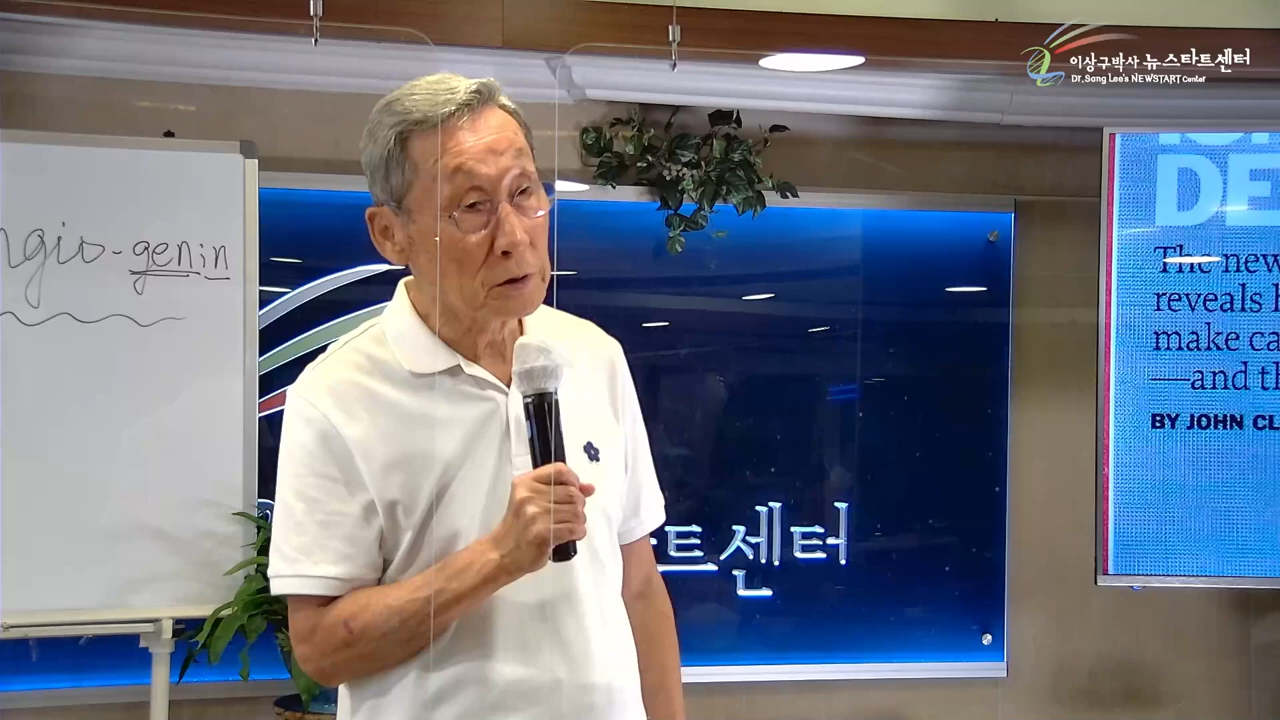 이상구박사 뉴스타트센터
Dr. Sang Lee's NEWSTART Center
ngio-genin
트센터
DE
The new
reveals
make ca
—and th
BY JOHN CL